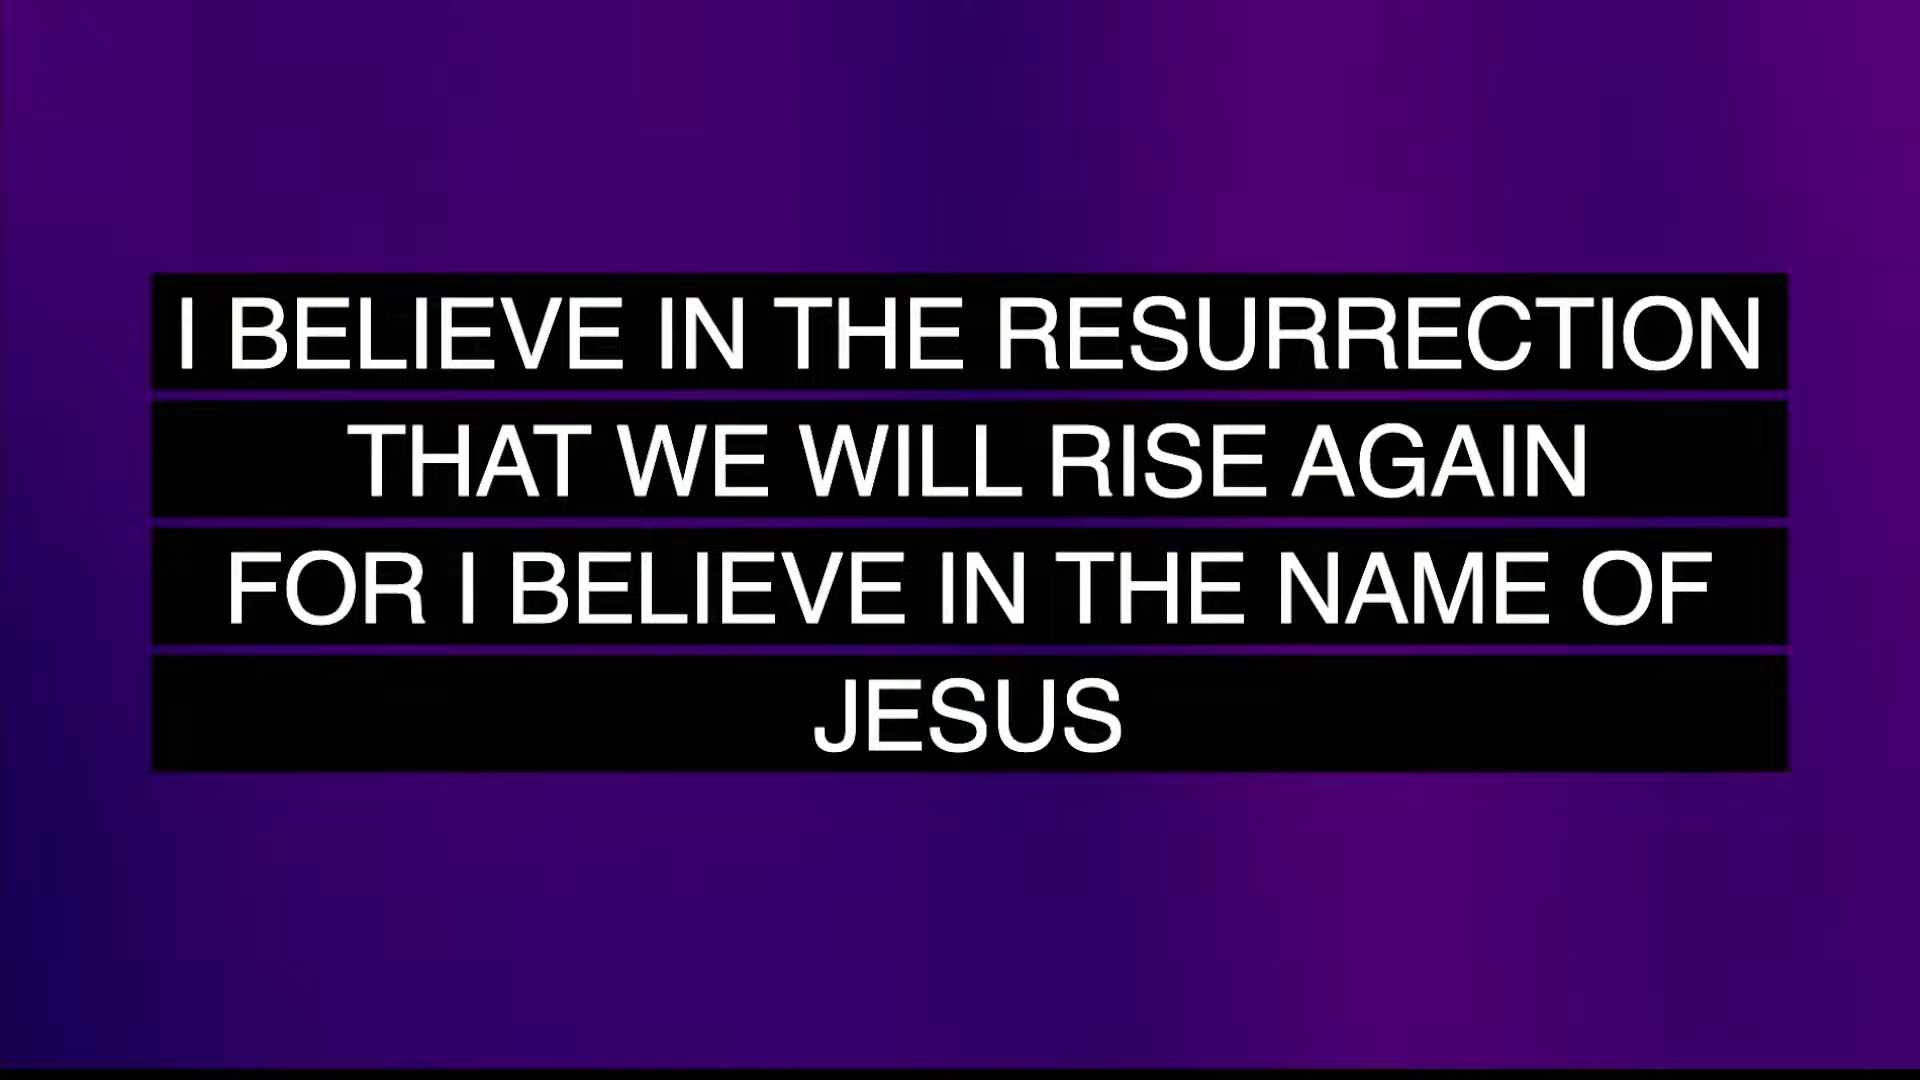 I BELIEVE IN THE RESURRECTION
THAT WE WILL RISE AGAIN
FOR I BELIEVE IN THE NAME OF
JESUS